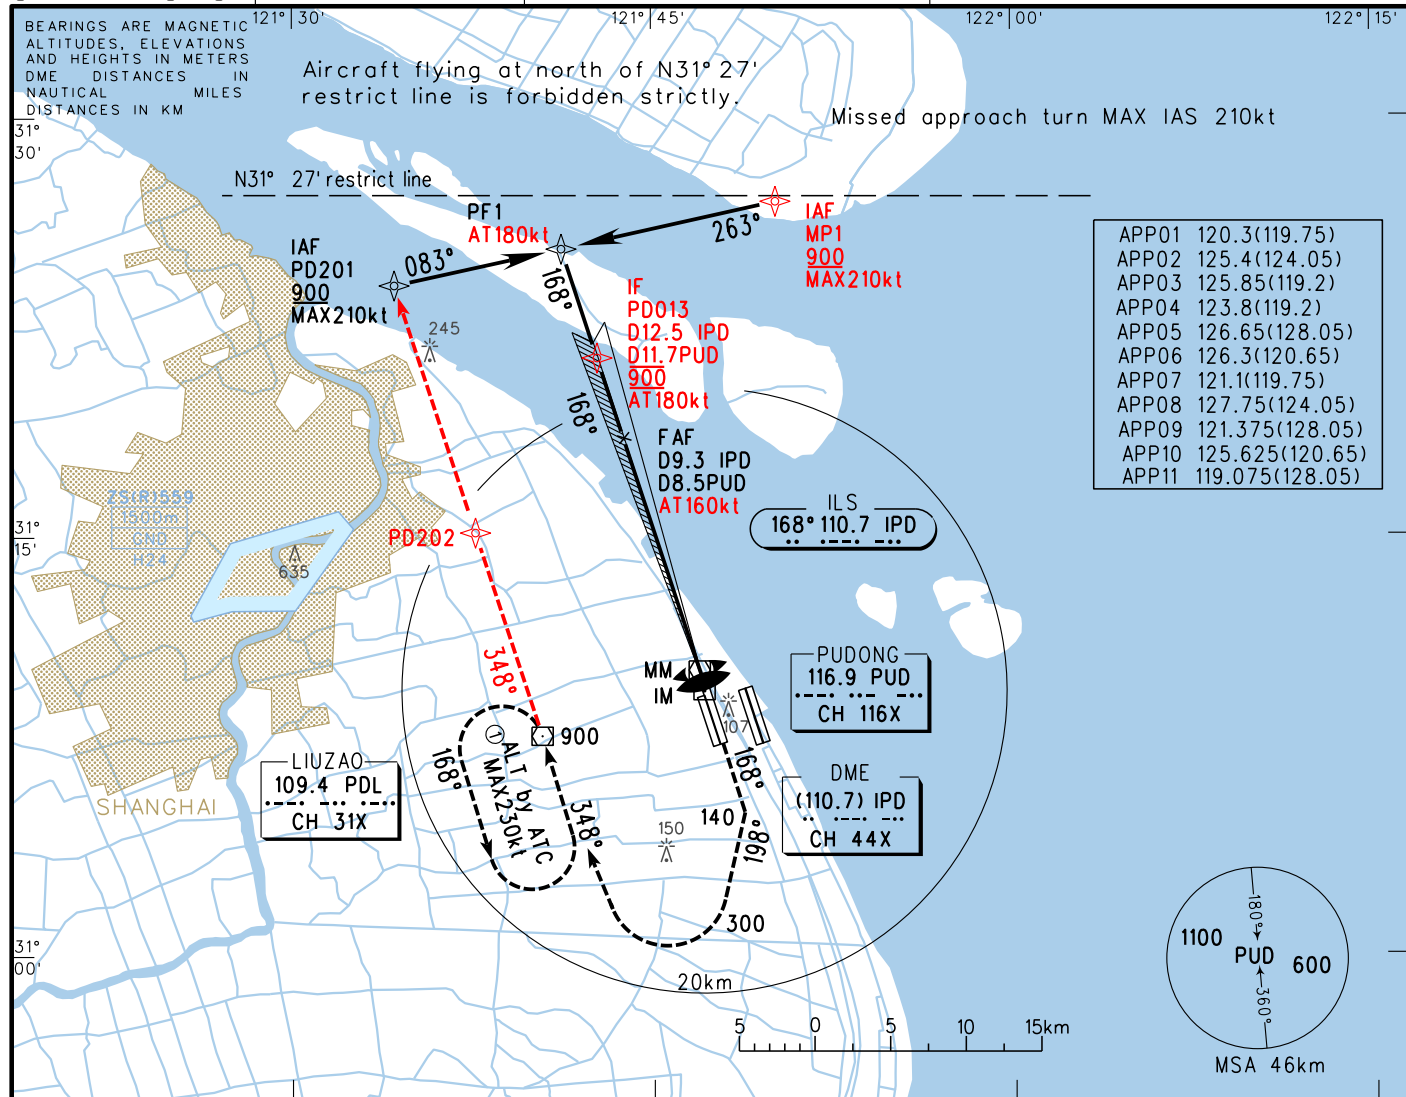 BEARINGS ARE MAGNETIC
ALTITUDES, ELEVATIONS
AND HEIGHTS IN METERS
DME DISTANCES IN
NAUTICAL MILES
DISTANCES IN KM
121° 30'
121° 45'
122° 00'
122° 15'
Aircraft flying at north of N31° 27'
restrict line is forbidden strictly.
Missed approach turn MAX IAS 210kt
31°
30'
N31° 27' restrict line
PF1
AT180kt
263°
IAF
MP1
900
MAX210kt
IAF
PD201
900
MAX210kt
083°
168°
IF
PD013
D12.5 IPD
D11.7PUD
900
AT180kt
245
168°
FAF
D9.3 IPD
D8.5PUD
AT160kt
APP01 120.3(119.75)
APP02 125.4(124.05)
APP03 125.85(119.2)
APP04 123.8(119.2)
APP05 126.65(128.05)
APP06 126.3(120.65)
APP07 121.1(119.75)
APP08 127.75(124.05)
APP09 121.375(128.05)
APP10 125.625(120.65)
APP11 119.075(128.05)
ZS(R)559
1500m
GND
H24
31°
15'
635
PD202
ILS
168° 110.7 IPD
348°
MM
IM
107
PUDONG
116.9 PUD
CH 116X
900
LIUZAO
109.4 PDL
CH 31X
SHANGHAI
168°
① ALT by ATC
MAX230kt
348°
168°
DME
(110.7) IPD
CH 44X
140
198°
150
300
20km
31°
00'
5 0 5 10 15km
180°
1100
PUD
600
360°
MSA 46km